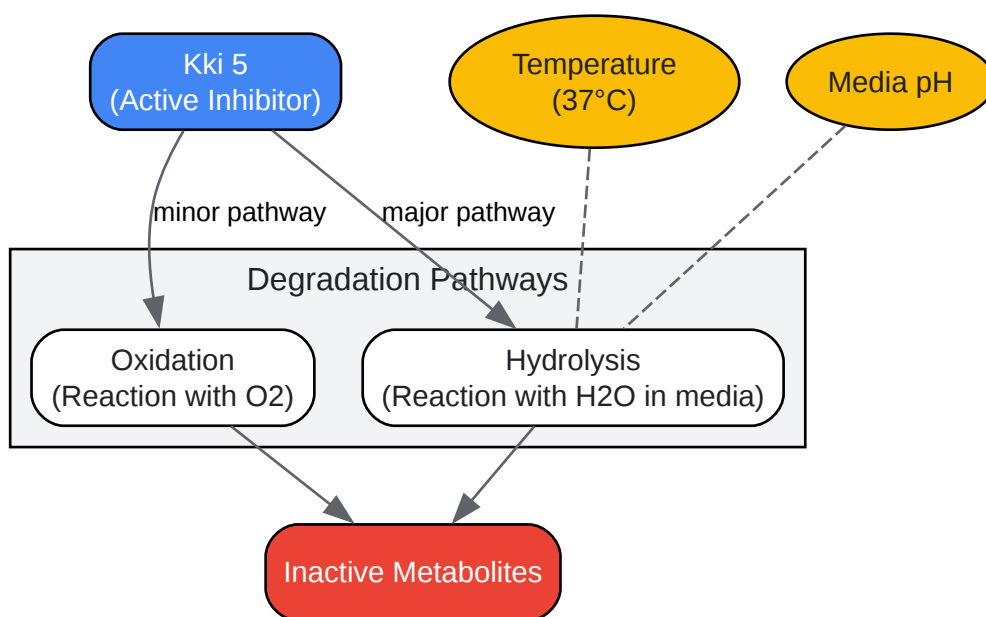 Kki 5
(Active Inhibitor)
Temperature
(37°C)
Media pH
minor pathway
major pathway
Degradation Pathways
Oxidation
(Reaction with O2)
Hydrolysis
(Reaction with H2O in media)
Inactive Metabolites